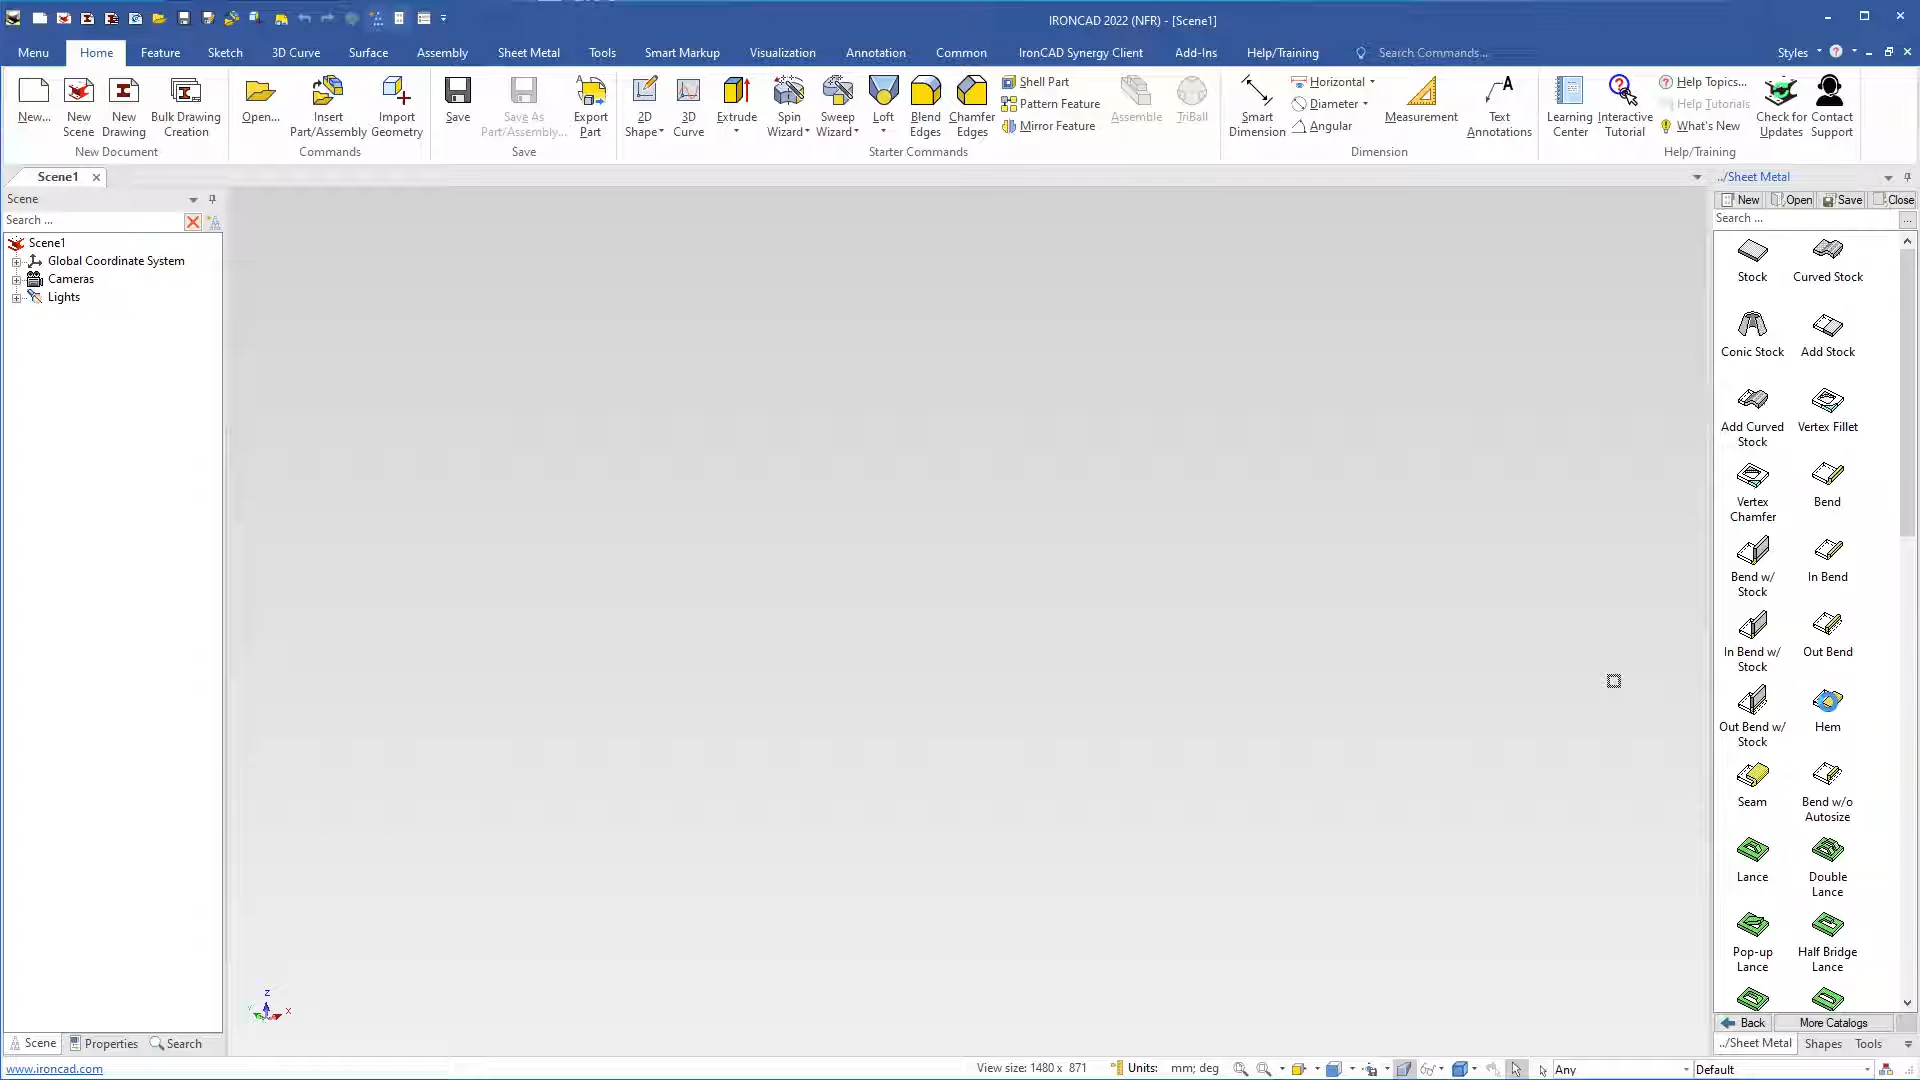 IRONCAD 2022 (NFR) - [Scene1]
Menu Home Feature Sketch 3D Curve Surface Assembly Sheet Metal Tools Smart Markup Visualization Annotation Common IronCAD Synergy Client Add-Ins Help/Training Search Commands... Styles
New...
New Scene
New Drawing
Bulk Drawing Creation
New Document
Open...
Insert Part/Assembly
Import Geometry
Commands
Save
Save As Part/Assembly...
Export Part
Save
2D Shape
3D Curve
Extrude
Spin Wizard
Sweep Wizard
Loft
Blend Edges
Chamfer Edges
Shell Part
Pattern Feature
Mirror Feature
Assemble
TriBall
Starter Commands
Smart Dimension
Horizontal
Diameter
Angular
Measurement
Text Annotations
Dimension
Learning Center
Interactive Tutorial
Help Topics...
Help Tutorials
What's New
Check for Updates
Contact Support
Help/Training
Scene1
Scene
Search ...
Scene1
Global Coordinate System
Cameras
Lights
Z
X
Y
../Sheet Metal
New Open Save Close
Search ...
...
Stock
Curved Stock
Conic Stock
Add Stock
Add Curved Stock
Vertex Fillet
Vertex Chamfer
Bend
Bend w/ Stock
In Bend
In Bend w/ Stock
Out Bend
Out Bend w/ Stock
Hem
Seam
Bend w/o Autosize
Lance
Double Lance
Pop-up Lance
Half Bridge Lance
Back More Catalogs
../Sheet Metal Shapes Tools
Scene Properties Search
www.ironcad.com
View size: 1480 x 871
Units: mm; deg
Any
Default